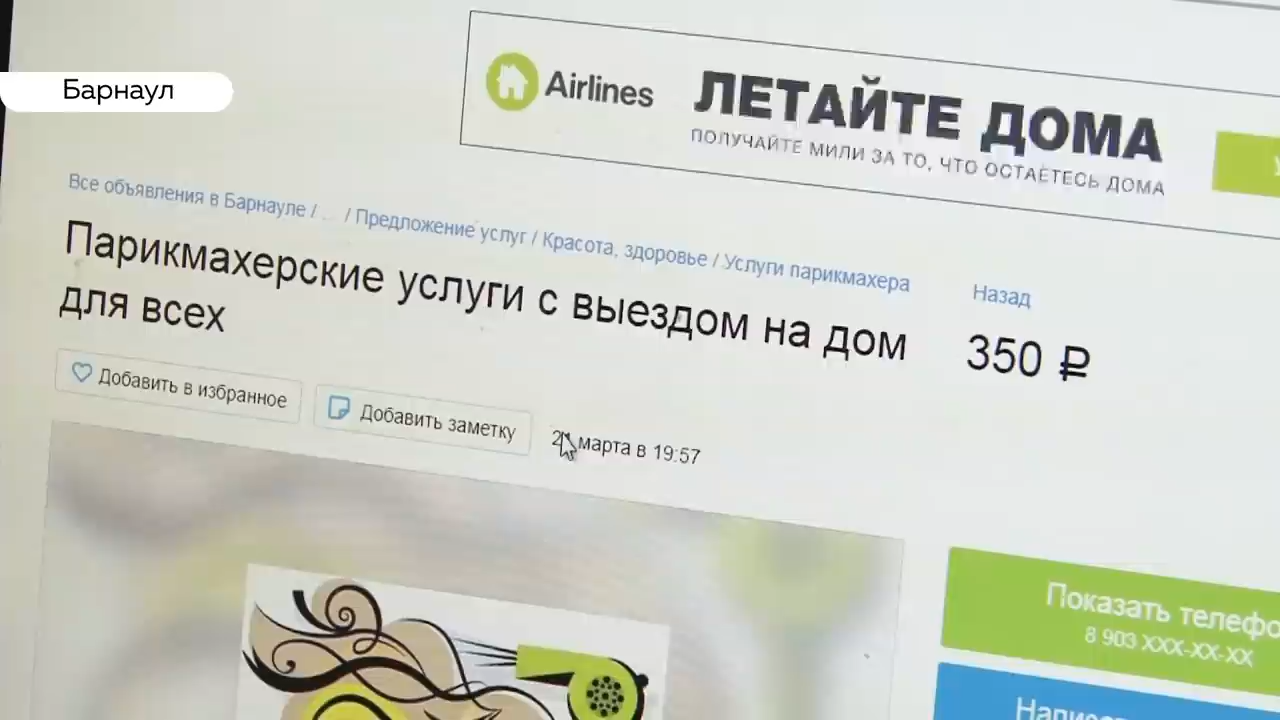 Барнаул
Airlines
ЛЕТАЙТЕ ДОМА
ПОЛУЧАЙТЕ МИЛИ ЗА ТО, ЧТО ОСТАЁТЕСЬ ДОМА
Все объявления в Барнауле / ... / Предложение услуг / Красота, здоровье / Услуги парикмахера
Назад
Парикмахерские услуги с выездом на дом
для всех
350 ₽
Добавить в избранное
Добавить заметку
марта в 19:57
Показать телефо
8 903 XXX-XX-XX